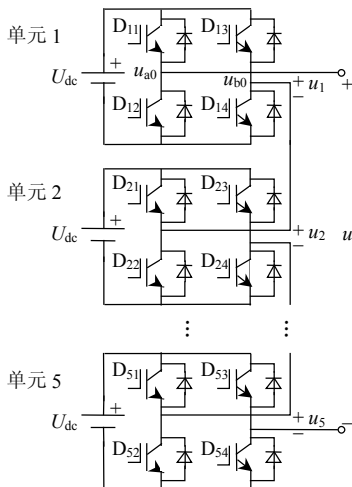 单元 1
D11 D13
Udc + ua0 ub0 + u1 +
−
D12 D14
单元 2
D21 D23
Udc + + u2 u
−
D22 D24
⋮ ⋮
单元 5
D51 D53
Udc + + u5 −
−
D52 D54